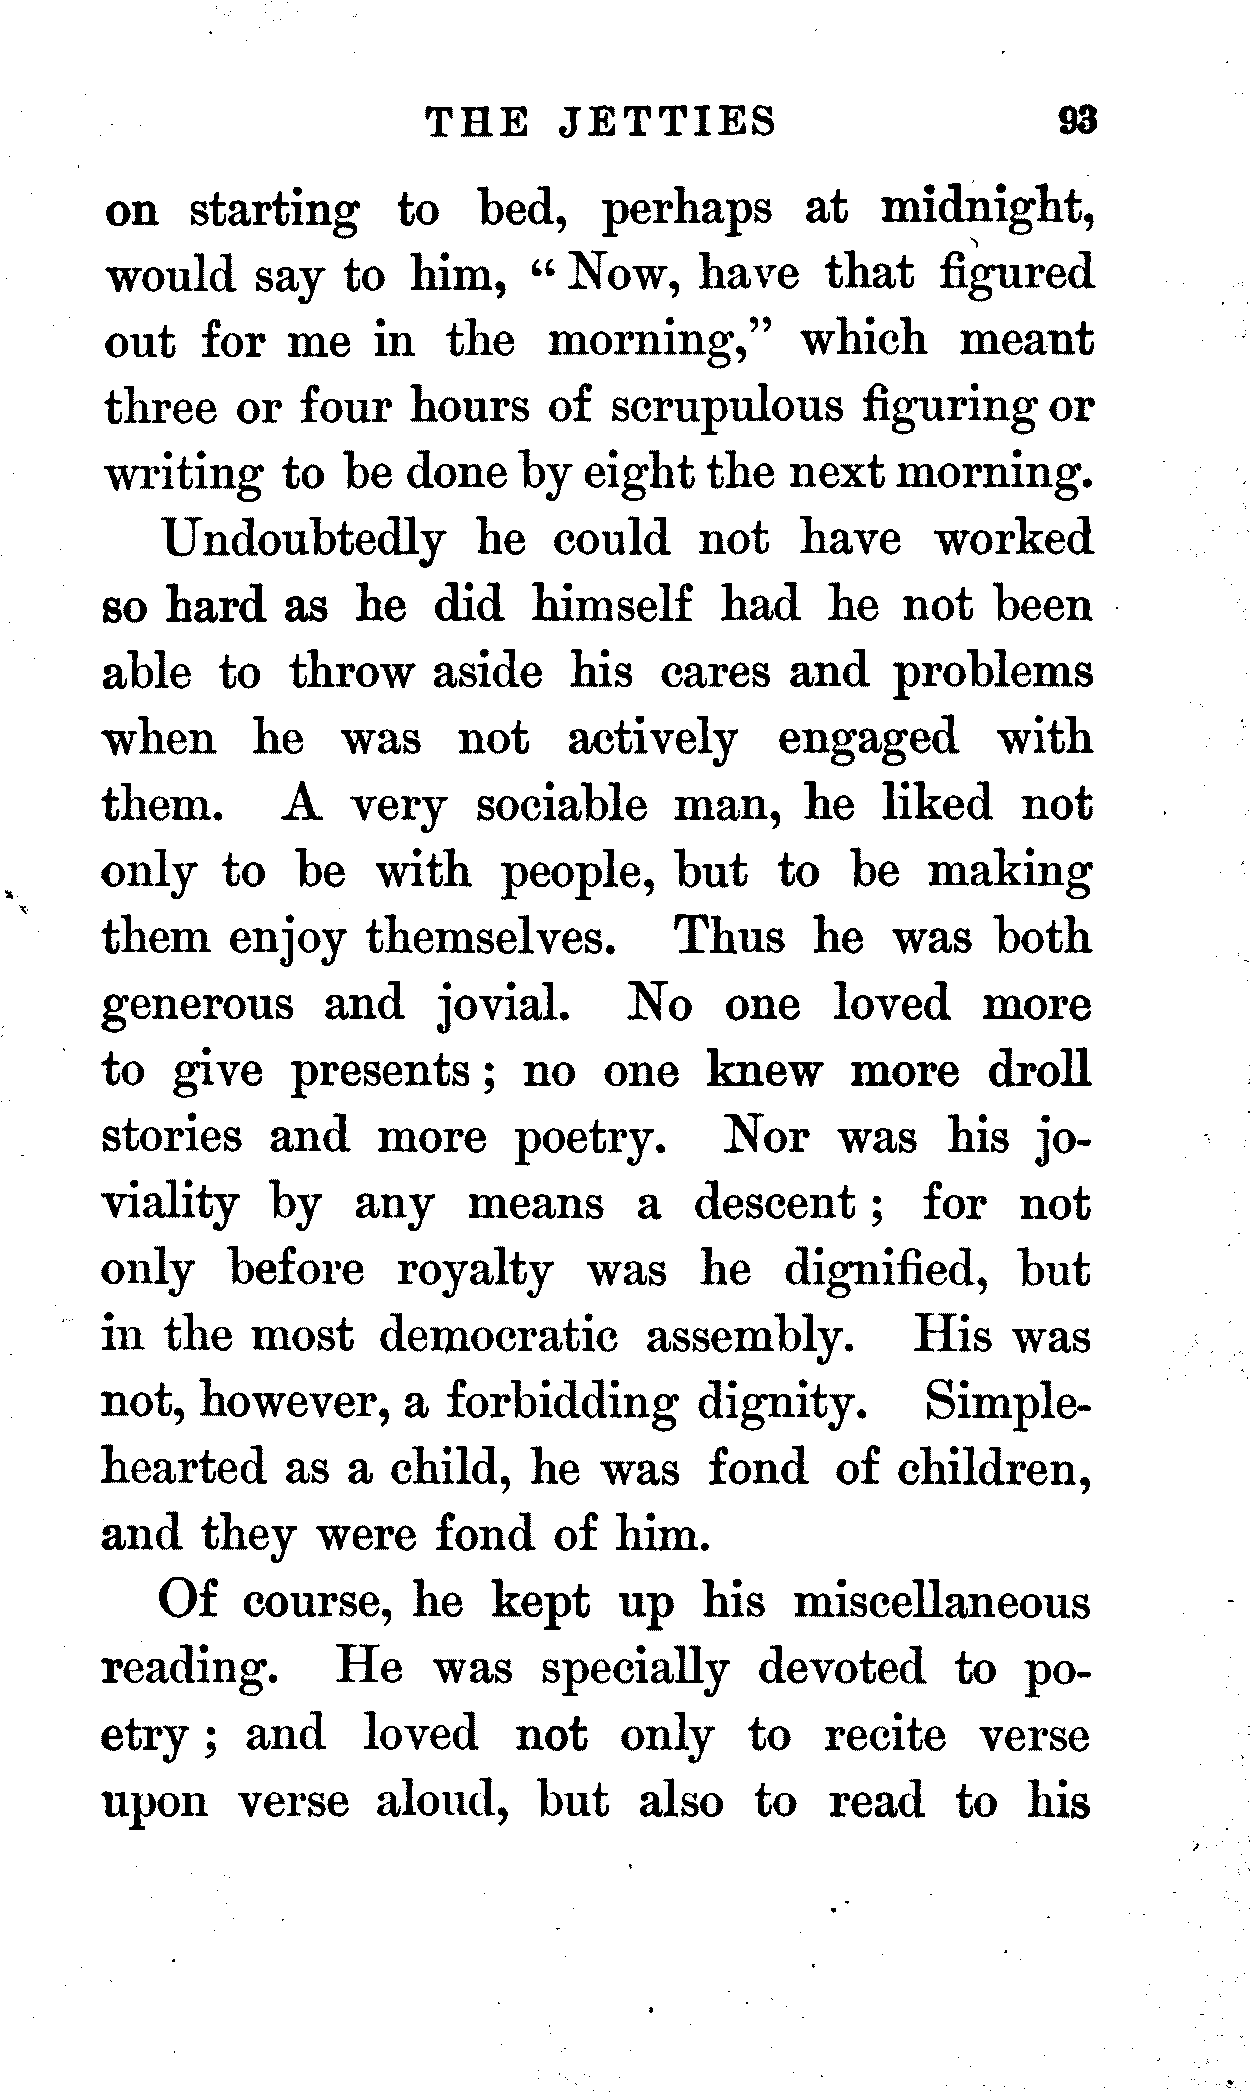 THE JETTIES 93
on starting to bed, perhaps at midnight,
would say to him, “ Now, have that figured
out for me in the morning,” which meant
three or four hours of scrupulous figuring or
writing to be done by eight the next morning.
Undoubtedly he could not have worked
so hard as he did himself had he not been
able to throw aside his cares and problems
when he was not actively engaged with
them. A very sociable man, he liked not
only to be with people, but to be making
them enjoy themselves. Thus he was both
generous and jovial. No one loved more
to give presents ; no one knew more droll
stories and more poetry. Nor was his jo-
viality by any means a descent ; for not
only before royalty was he dignified, but
in the most democratic assembly. His was
not, however, a forbidding dignity. Simple-
hearted as a child, he was fond of children,
and they were fond of him.
Of course, he kept up his miscellaneous
reading. He was specially devoted to po-
etry ; and loved not only to recite verse
upon verse aloud, but also to read to his